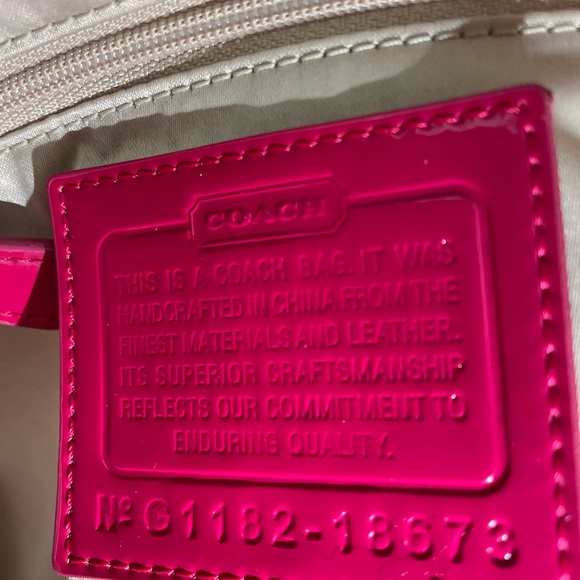 COACH
THIS IS A COACH BAG. IT WAS
HANDCRAFTED IN CHINA FROM THE
FINEST MATERIALS AND LEATHER.
ITS SUPERIOR CRAFTSMANSHIP
REFLECTS OUR COMMITMENT TO
ENDURING QUALITY.
Nº G1182-18673